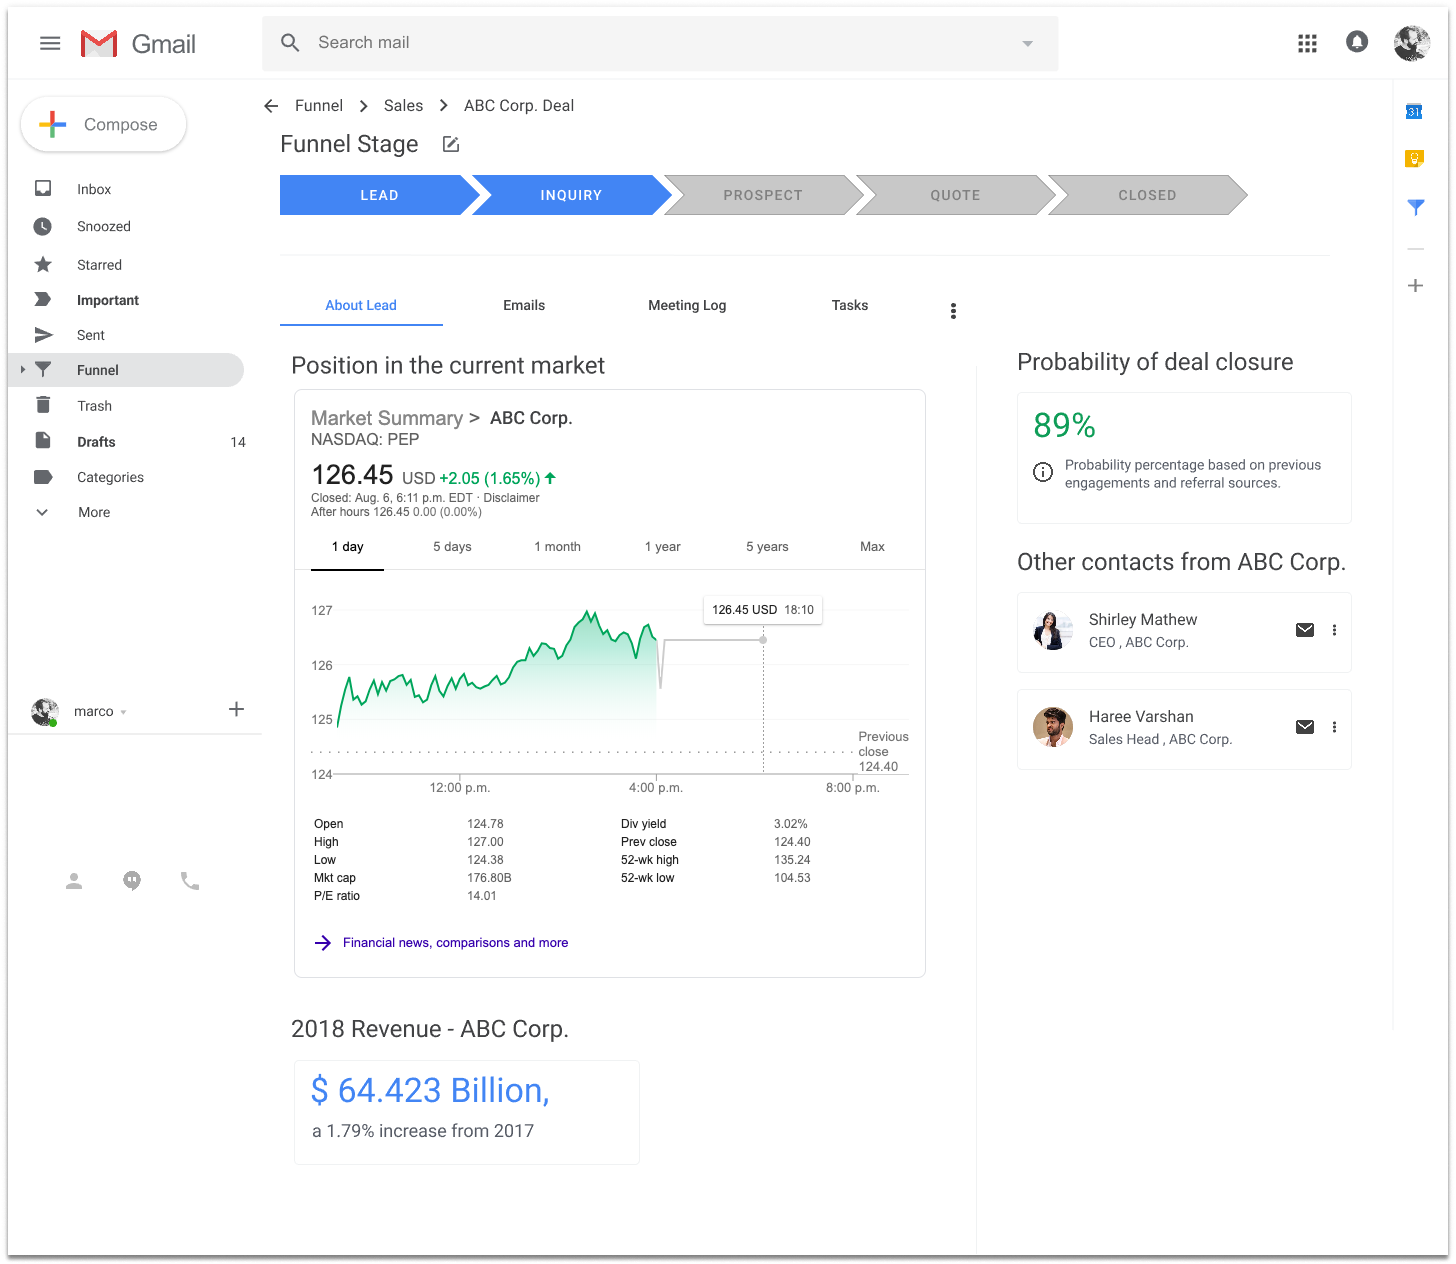 Gmail
Search mail
Compose
Inbox
Snoozed
Starred
Important
Sent
Funnel
Trash
Drafts 14
Categories
More
marco
Funnel > Sales > ABC Corp. Deal
Funnel Stage
LEAD INQUIRY PROSPECT QUOTE CLOSED
About Lead Emails Meeting Log Tasks
Position in the current market
Market Summary > ABC Corp.
NASDAQ: PEP
126.45 USD +2.05 (1.65%)
Closed: Aug. 6, 6:11 p.m. EDT · Disclaimer
After hours 126.45 0.00 (0.00%)
1 day 5 days 1 month 1 year 5 years Max
126.45 USD 18:10
127
126
125
124
Previous
close
124.40
12:00 p.m. 4:00 p.m. 8:00 p.m.
Open 124.78 Div yield 3.02%
High 127.00 Prev close 124.40
Low 124.38 52-wk high 135.24
Mkt cap 176.80B 52-wk low 104.53
P/E ratio 14.01
Financial news, comparisons and more
2018 Revenue - ABC Corp.
$ 64.423 Billion,
a 1.79% increase from 2017
Probability of deal closure
89%
Probability percentage based on previous
engagements and referral sources.
Other contacts from ABC Corp.
Shirley Mathew
CEO , ABC Corp.
Haree Varshan
Sales Head , ABC Corp.
31